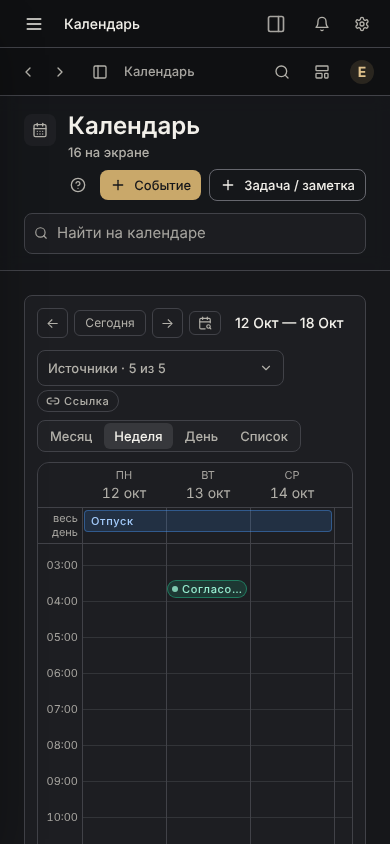 Календарь
Календарь
E
Календарь
16 на экране
Событие
Задача / заметка
Найти на календаре
Сегодня
12 Окт — 18 Окт
Источники · 5 из 5
Ссылка
Месяц Неделя День Список
ПН ВТ СР
12 окт 13 окт 14 окт
весь
день
Отпуск
03:00
Согласо...
04:00
05:00
06:00
07:00
08:00
09:00
10:00